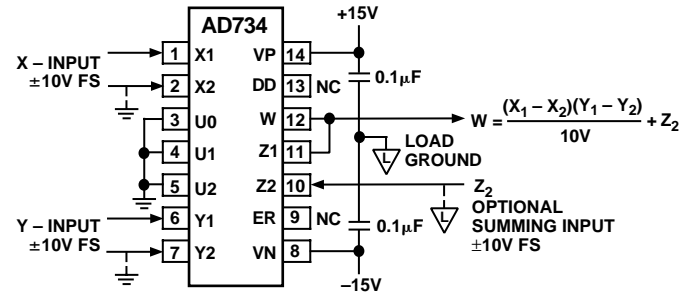 AD734
+15V
X – INPUT
±10V FS
1 X1
2 X2
3 U0
4 U1
5 U2
Y – INPUT
±10V FS
6 Y1
7 Y2
VP 14
DD 13 NC
W 12
Z1 11
Z2 10
ER 9 NC
VN 8
0.1µF
L
LOAD
GROUND
W = (X1 – X2)(Y1 – Y2) / 10V + Z2
Z2
L
OPTIONAL
SUMMING INPUT
±10V FS
0.1µF
–15V